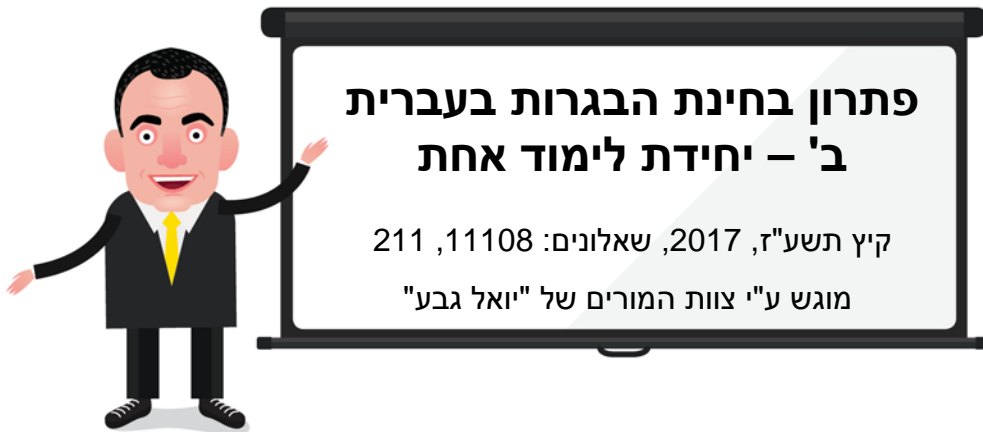 פתרון בחינת הבגרות בעברית
ב' – יחידת לימוד אחת
קיץ תשע"ז, 2017, שאלונים: 11108, 211
מוגש ע"י צוות המורים של "יואל גבע"